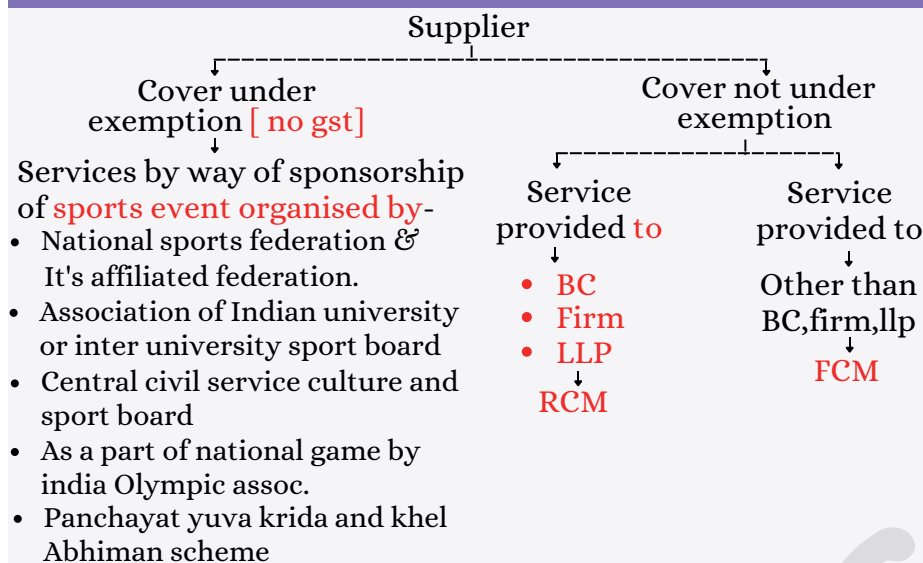 Supplier
Cover under
exemption [ no gst]
Services by way of sponsorship
of sports event organised by-
• National sports federation &
It's affiliated federation.
• Association of Indian university
or inter university sport board
• Central civil service culture and
sport board
• As a part of national game by
india Olympic assoc.
• Panchayat yuva krida and khel
Abhiman scheme
Cover not under
exemption
Service
provided to
• BC
• Firm
• LLP
RCM
Service
provided to
Other than
BC,firm,llp
FCM